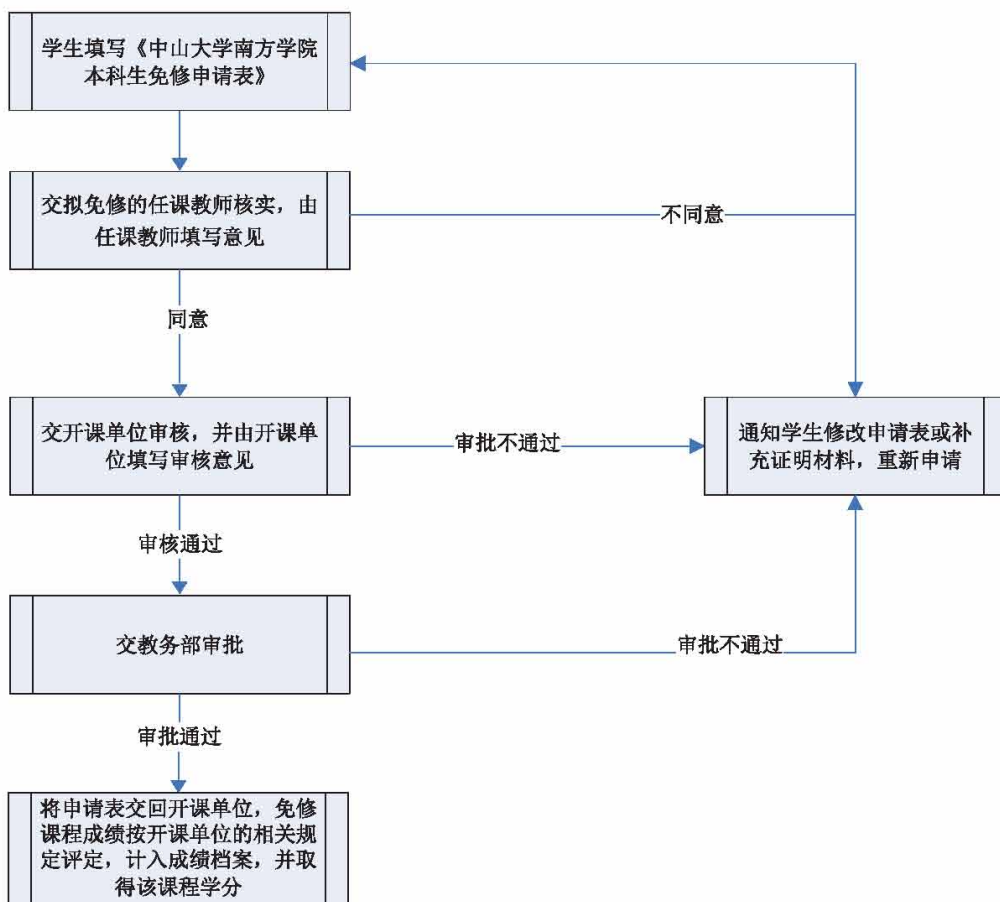 学生填写《中山大学南方学院
本科生免修申请表》
交拟免修的任课教师核实，由
任课教师填写意见
不同意
同意
交开课单位审核，并由开课单
位填写审核意见
审批不通过
通知学生修改申请表或补
充证明材料，重新申请
审核通过
交教务部审批
审批不通过
审批通过
将申请表交回开课单位，免修
课程成绩按开课单位的相关规
定评定，计入成绩档案，并取
得该课程学分